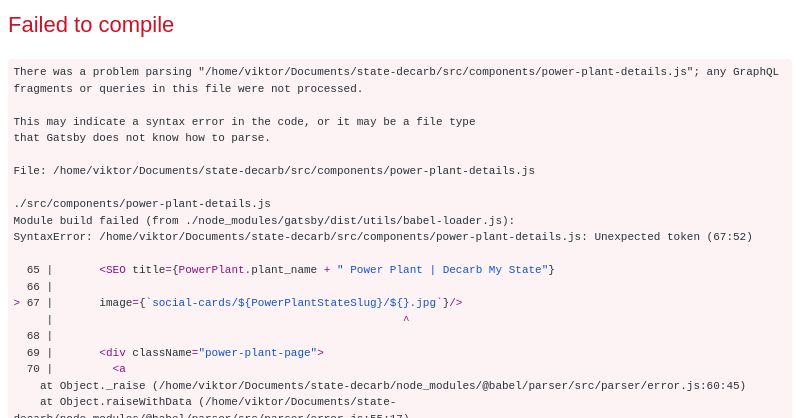 Failed to compile
There was a problem parsing "/home/viktor/Documents/state-decarb/src/components/power-plant-details.js"; any GraphQL
fragments or queries in this file were not processed.
This may indicate a syntax error in the code, or it may be a file type
that Gatsby does not know how to parse.
File: /home/viktor/Documents/state-decarb/src/components/power-plant-details.js
./src/components/power-plant-details.js
Module build failed (from ./node_modules/gatsby/dist/utils/babel-loader.js):
SyntaxError: /home/viktor/Documents/state-decarb/src/components/power-plant-details.js: Unexpected token (67:52)
  65 |       <SEO title={PowerPlant.plant_name + " Power Plant | Decarb My State"}
  66 |
> 67 |       image={`social-cards/${PowerPlantStateSlug}/${}.jpg`}/>
     |                                                     ^
  68 |
  69 |       <div className="power-plant-page">
  70 |         <a
    at Object._raise (/home/viktor/Documents/state-decarb/node_modules/@babel/parser/src/parser/error.js:60:45)
    at Object.raiseWithData (/home/viktor/Documents/state-
decarb/node_modules/@babel/parser/src/parser/error.js:55:17)